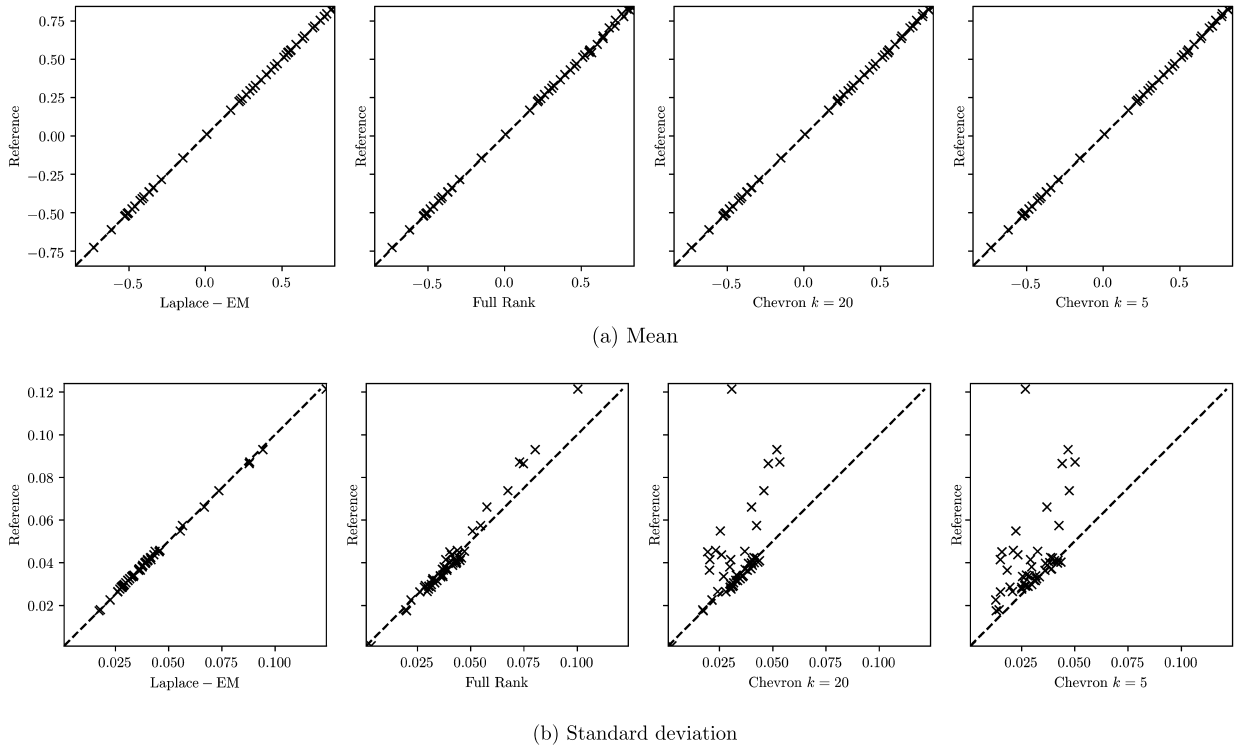 0.75
0.50
0.25
0.00
−0.25
−0.50
−0.75
Reference
Reference
Reference
Reference
−0.5 0.0 0.5
−0.5 0.0 0.5
−0.5 0.0 0.5
−0.5 0.0 0.5
Laplace − EM
Full Rank
Chevron k = 20
Chevron k = 5
(a) Mean
0.12
0.10
0.08
0.06
0.04
0.02
Reference
Reference
Reference
Reference
0.025 0.050 0.075 0.100
0.025 0.050 0.075 0.100
0.025 0.050 0.075 0.100
0.025 0.050 0.075 0.100
Laplace − EM
Full Rank
Chevron k = 20
Chevron k = 5
(b) Standard deviation